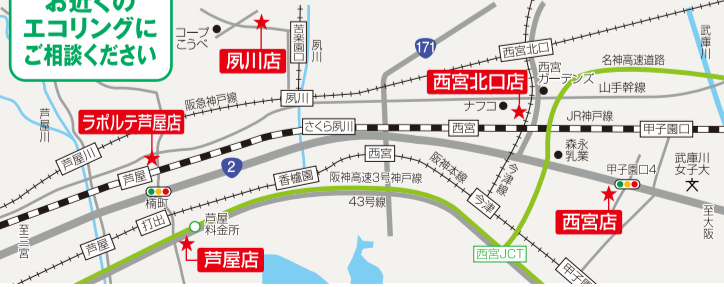 お近くの
エコリングに
ご相談ください
コープ
こうべ
夙川店
苦楽園口
夙川
171
西宮北口
西宮北口店
西宮
ガーデンズ
名神高速道路
武庫川
山手幹線
ナフコ
阪急神戸線
夙川
ラポルテ芦屋店
さくら夙川
西宮
JR神戸線
甲子園口
芦屋川
芦屋川
芦屋
2
西宮
阪神本線
今津線
森永
乳業
甲子園口4
武庫川
女子大
楠町
香櫨園
阪神高速3号神戸線
43号線
今津
西宮店
打出
芦屋
料金所
芦屋
芦屋店
至三宮
至大阪
西宮JCT
甲子園